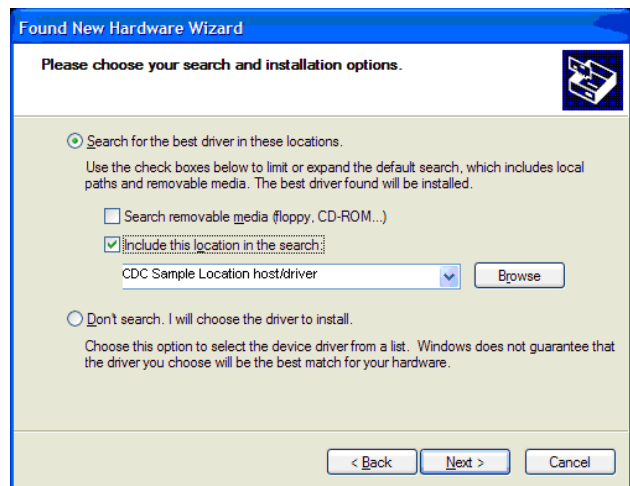 Found New Hardware Wizard
Please choose your search and installation options.
Search for the best driver in these locations.
Use the check boxes below to limit or expand the default search, which includes local
paths and removable media. The best driver found will be installed.
Search removable media (floppy, CD-ROM...)
Include this location in the search:
CDC Sample Location host/driver
Browse
Don't search. I will choose the driver to install.
Choose this option to select the device driver from a list. Windows does not guarantee that
the driver you choose will be the best match for your hardware.
< Back Next > Cancel